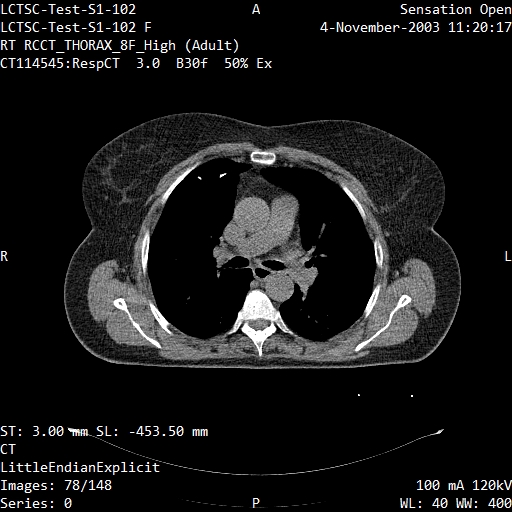 LCTSC-Test-S1-102
A
Sensation Open
LCTSC-Test-S1-102 F
4-November-2003 11:20:17
RT RCCT_THORAX_8F_High (Adult)
CT114545:RespCT  3.0  B30f  50% Ex
R
L
ST: 3.00 mm SL: -453.50 mm
CT
LittleEndianExplicit
Images: 78/148
100 mA 120kV
Series: 0
P
WL: 40 WW: 400